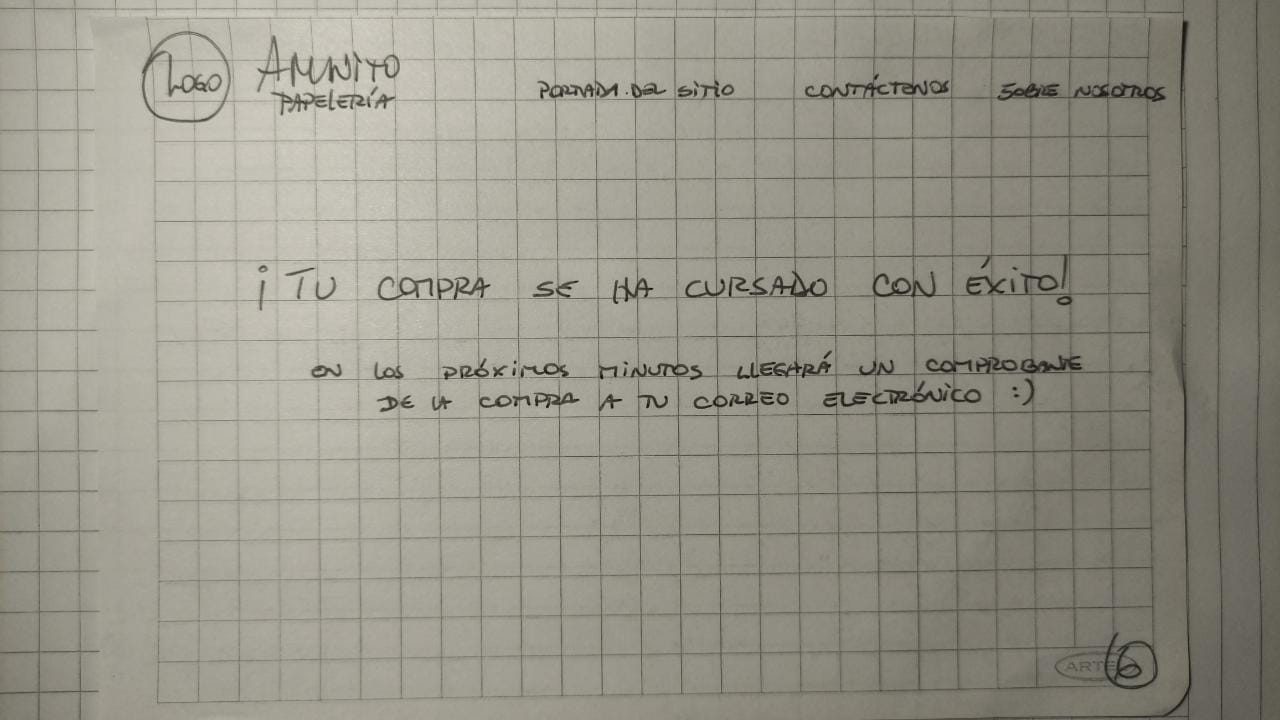 LOGO
AMUNITO
PAPELERÍA
PORTADA DEL SITIO CONTÁCTENOS SOBRE NOSOTROS
¡TU COMPRA SE HA CURSADO CON ÉXITO!
EN LOS PRÓXIMOS MINUTOS LLEGARÁ UN COMPROBANTE
DE LA COMPRA A TU CORREO ELECTRÓNICO :)
ARTE
6